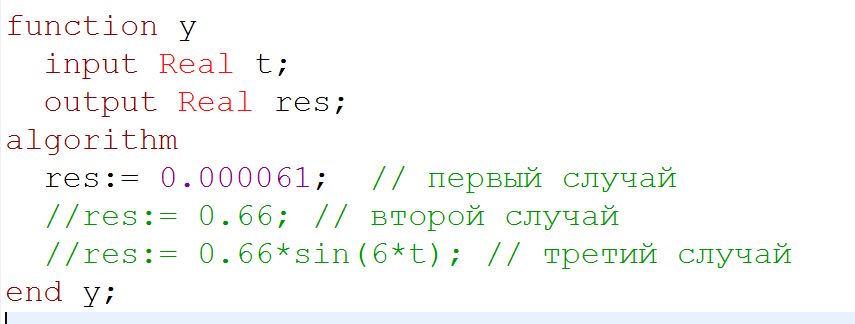 function y
  input Real t;
  output Real res;
algorithm
  res:= 0.000061;  // первый случай
  //res:= 0.66; // второй случай
  //res:= 0.66*sin(6*t); // третий случай
end y;